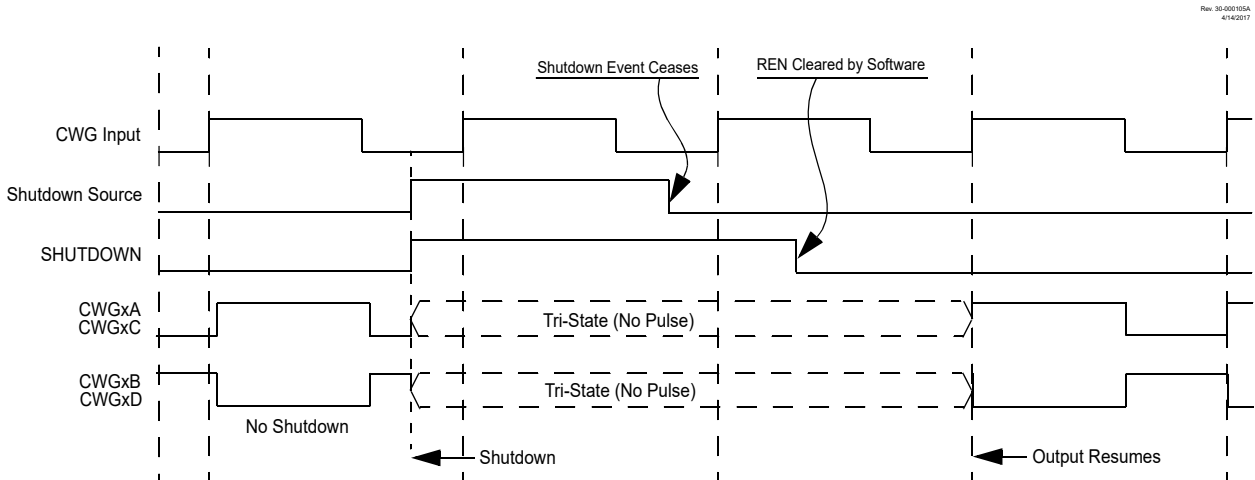 Rev. 30-000105A
4/14/2017
Shutdown Event Ceases
REN Cleared by Software
CWG Input
Shutdown Source
SHUTDOWN
CWGxA
CWGxC
Tri-State (No Pulse)
CWGxB
CWGxD
Tri-State (No Pulse)
No Shutdown
Shutdown
Output Resumes